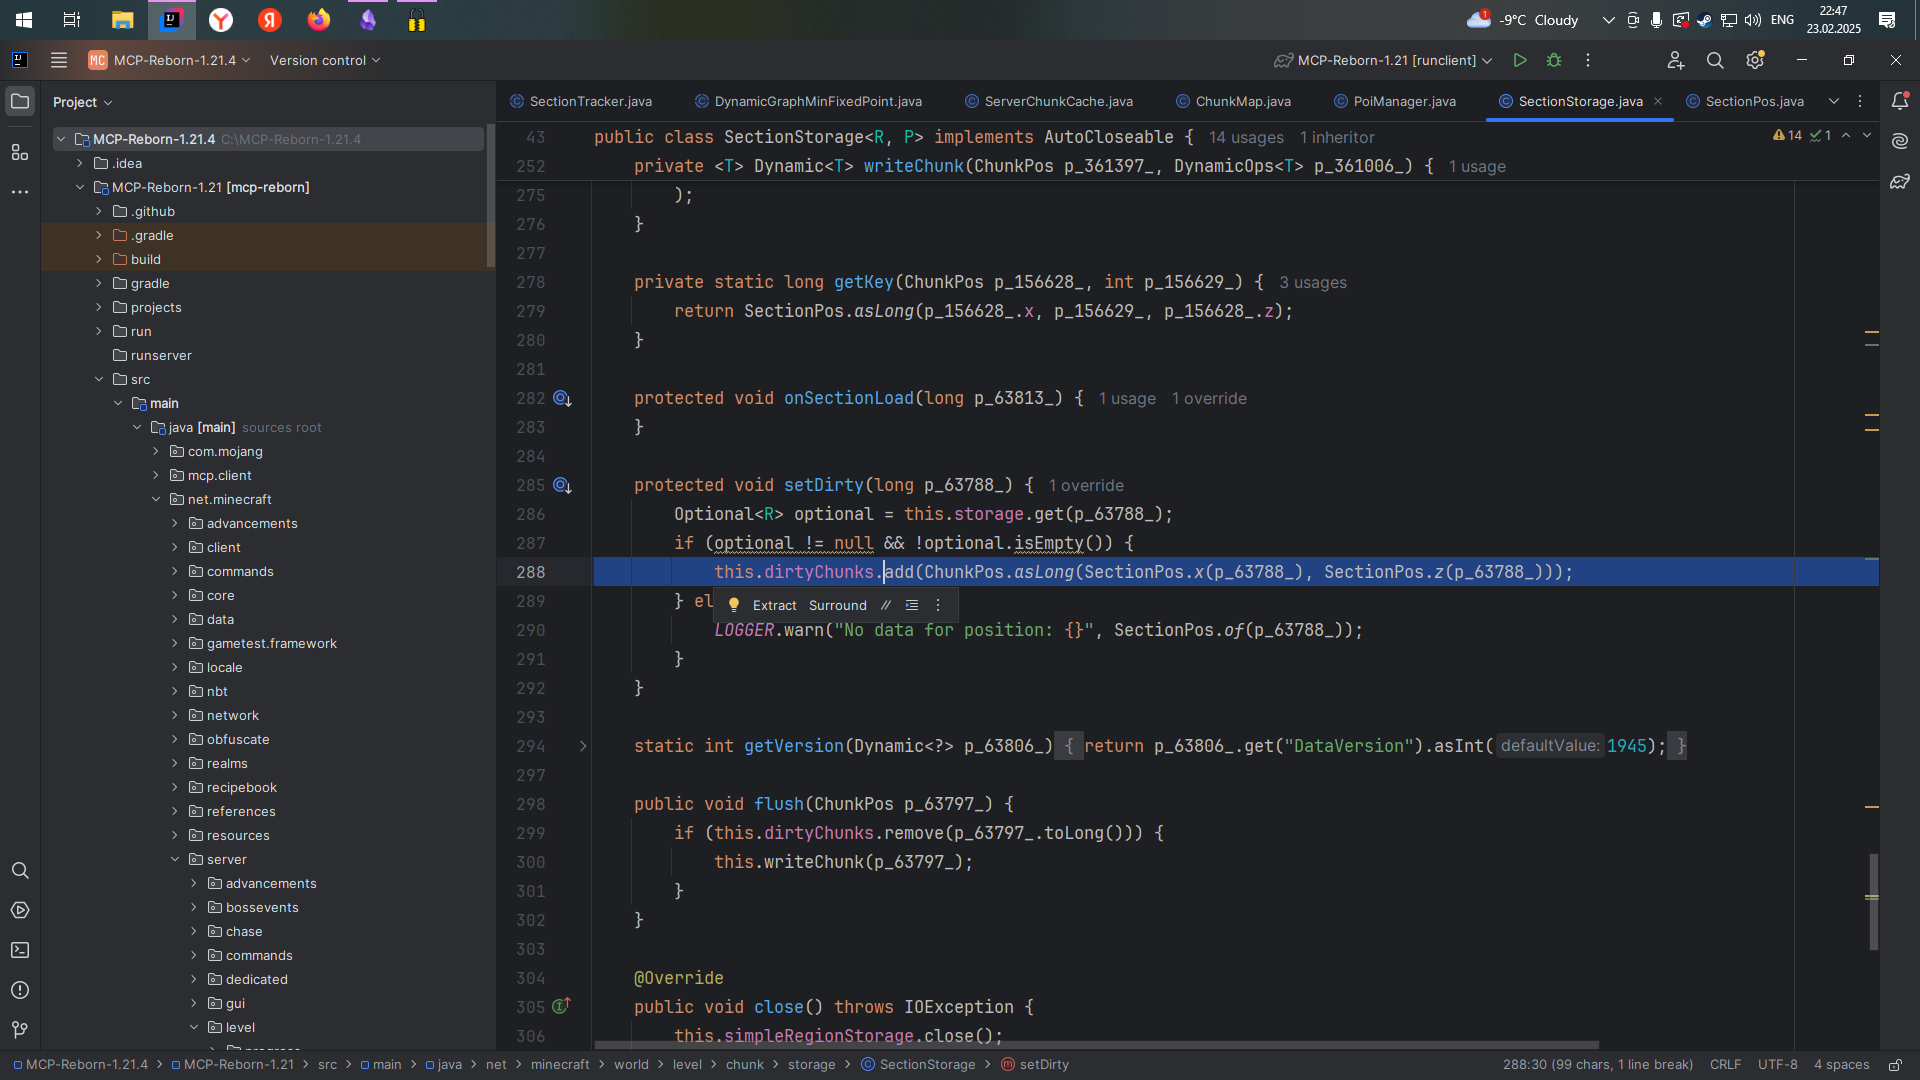 -9°C Cloudy
1
ENG
22:47
23.02.2025
MC MCP-Reborn-1.21.4
Version control
MCP-Reborn-1.21 [runclient]
Project
SectionTracker.java
DynamicGraphMinFixedPoint.java
ServerChunkCache.java
ChunkMap.java
PoiManager.java
SectionStorage.java
SectionPos.java
MCP-Reborn-1.21.4 C:\MCP-Reborn-1.21.4
.idea
MCP-Reborn-1.21 [mcp-reborn]
.github
.gradle
build
gradle
projects
run
runserver
src
main
java [main] sources root
com.mojang
mcp.client
net.minecraft
advancements
client
commands
core
data
gametest.framework
locale
nbt
network
obfuscate
realms
recipebook
references
resources
server
advancements
bossevents
chase
commands
dedicated
gui
level
progress
14 1
43 public class SectionStorage<R, P> implements AutoCloseable { 14 usages 1 inheritor
252 private <T> Dynamic<T> writeChunk(ChunkPos p_361397_, DynamicOps<T> p_361006_) { 1 usage
275 );
276 }
277
278 private static long getKey(ChunkPos p_156628_, int p_156629_) { 3 usages
279 return SectionPos.asLong(p_156628_.x, p_156629_, p_156628_.z);
280 }
281
282 protected void onSectionLoad(long p_63813_) { 1 usage 1 override
283 }
284
285 protected void setDirty(long p_63788_) { 1 override
286 Optional<R> optional = this.storage.get(p_63788_);
287 if (optional != null && !optional.isEmpty()) {
288 this.dirtyChunks.add(ChunkPos.asLong(SectionPos.x(p_63788_), SectionPos.z(p_63788_)));
289 } el
Extract Surround //
290 LOGGER.warn("No data for position: {}", SectionPos.of(p_63788_));
291 }
292 }
293
294 static int getVersion(Dynamic<?> p_63806_) { return p_63806_.get("DataVersion").asInt( defaultValue: 1945); }
297
298 public void flush(ChunkPos p_63797_) {
299 if (this.dirtyChunks.remove(p_63797_.toLong())) {
300 this.writeChunk(p_63797_);
301 }
302 }
303
304 @Override
305 public void close() throws IOException {
306 this.simpleRegionStorage.close();
MCP-Reborn-1.21.4 > MCP-Reborn-1.21 > src > main > java > net > minecraft > world > level > chunk > storage > SectionStorage > setDirty
288:30 (99 chars, 1 line break) CRLF UTF-8 4 spaces